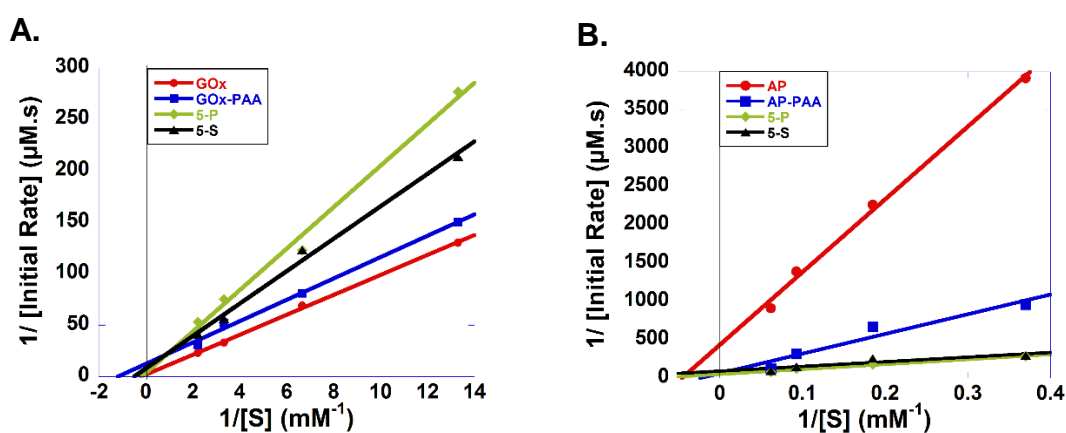 A.
1/ [Initial Rate] (µM.s)
300
250
200
150
100
50
0
GOx
GOx-PAA
5-P
5-S
-2
0
2
4
6
8
10
12
14
1/[S] (mM-1)
B.
1/ [Initial Rate] (µM.s)
4000
3500
3000
2500
2000
1500
1000
500
0
AP
AP-PAA
5-P
5-S
0
0.1
0.2
0.3
0.4
1/[S] (mM-1)